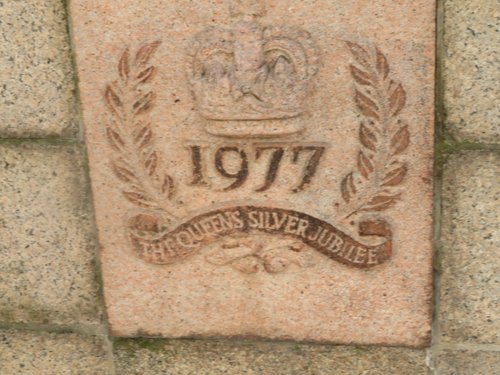 1977
THE QUEENS SILVER JUBILEE